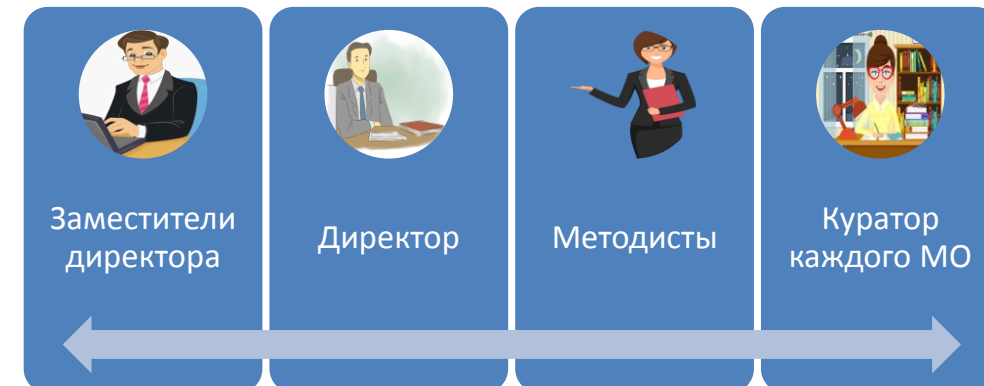 Заместители
директора
Директор
Методисты
Куратор
каждого МО